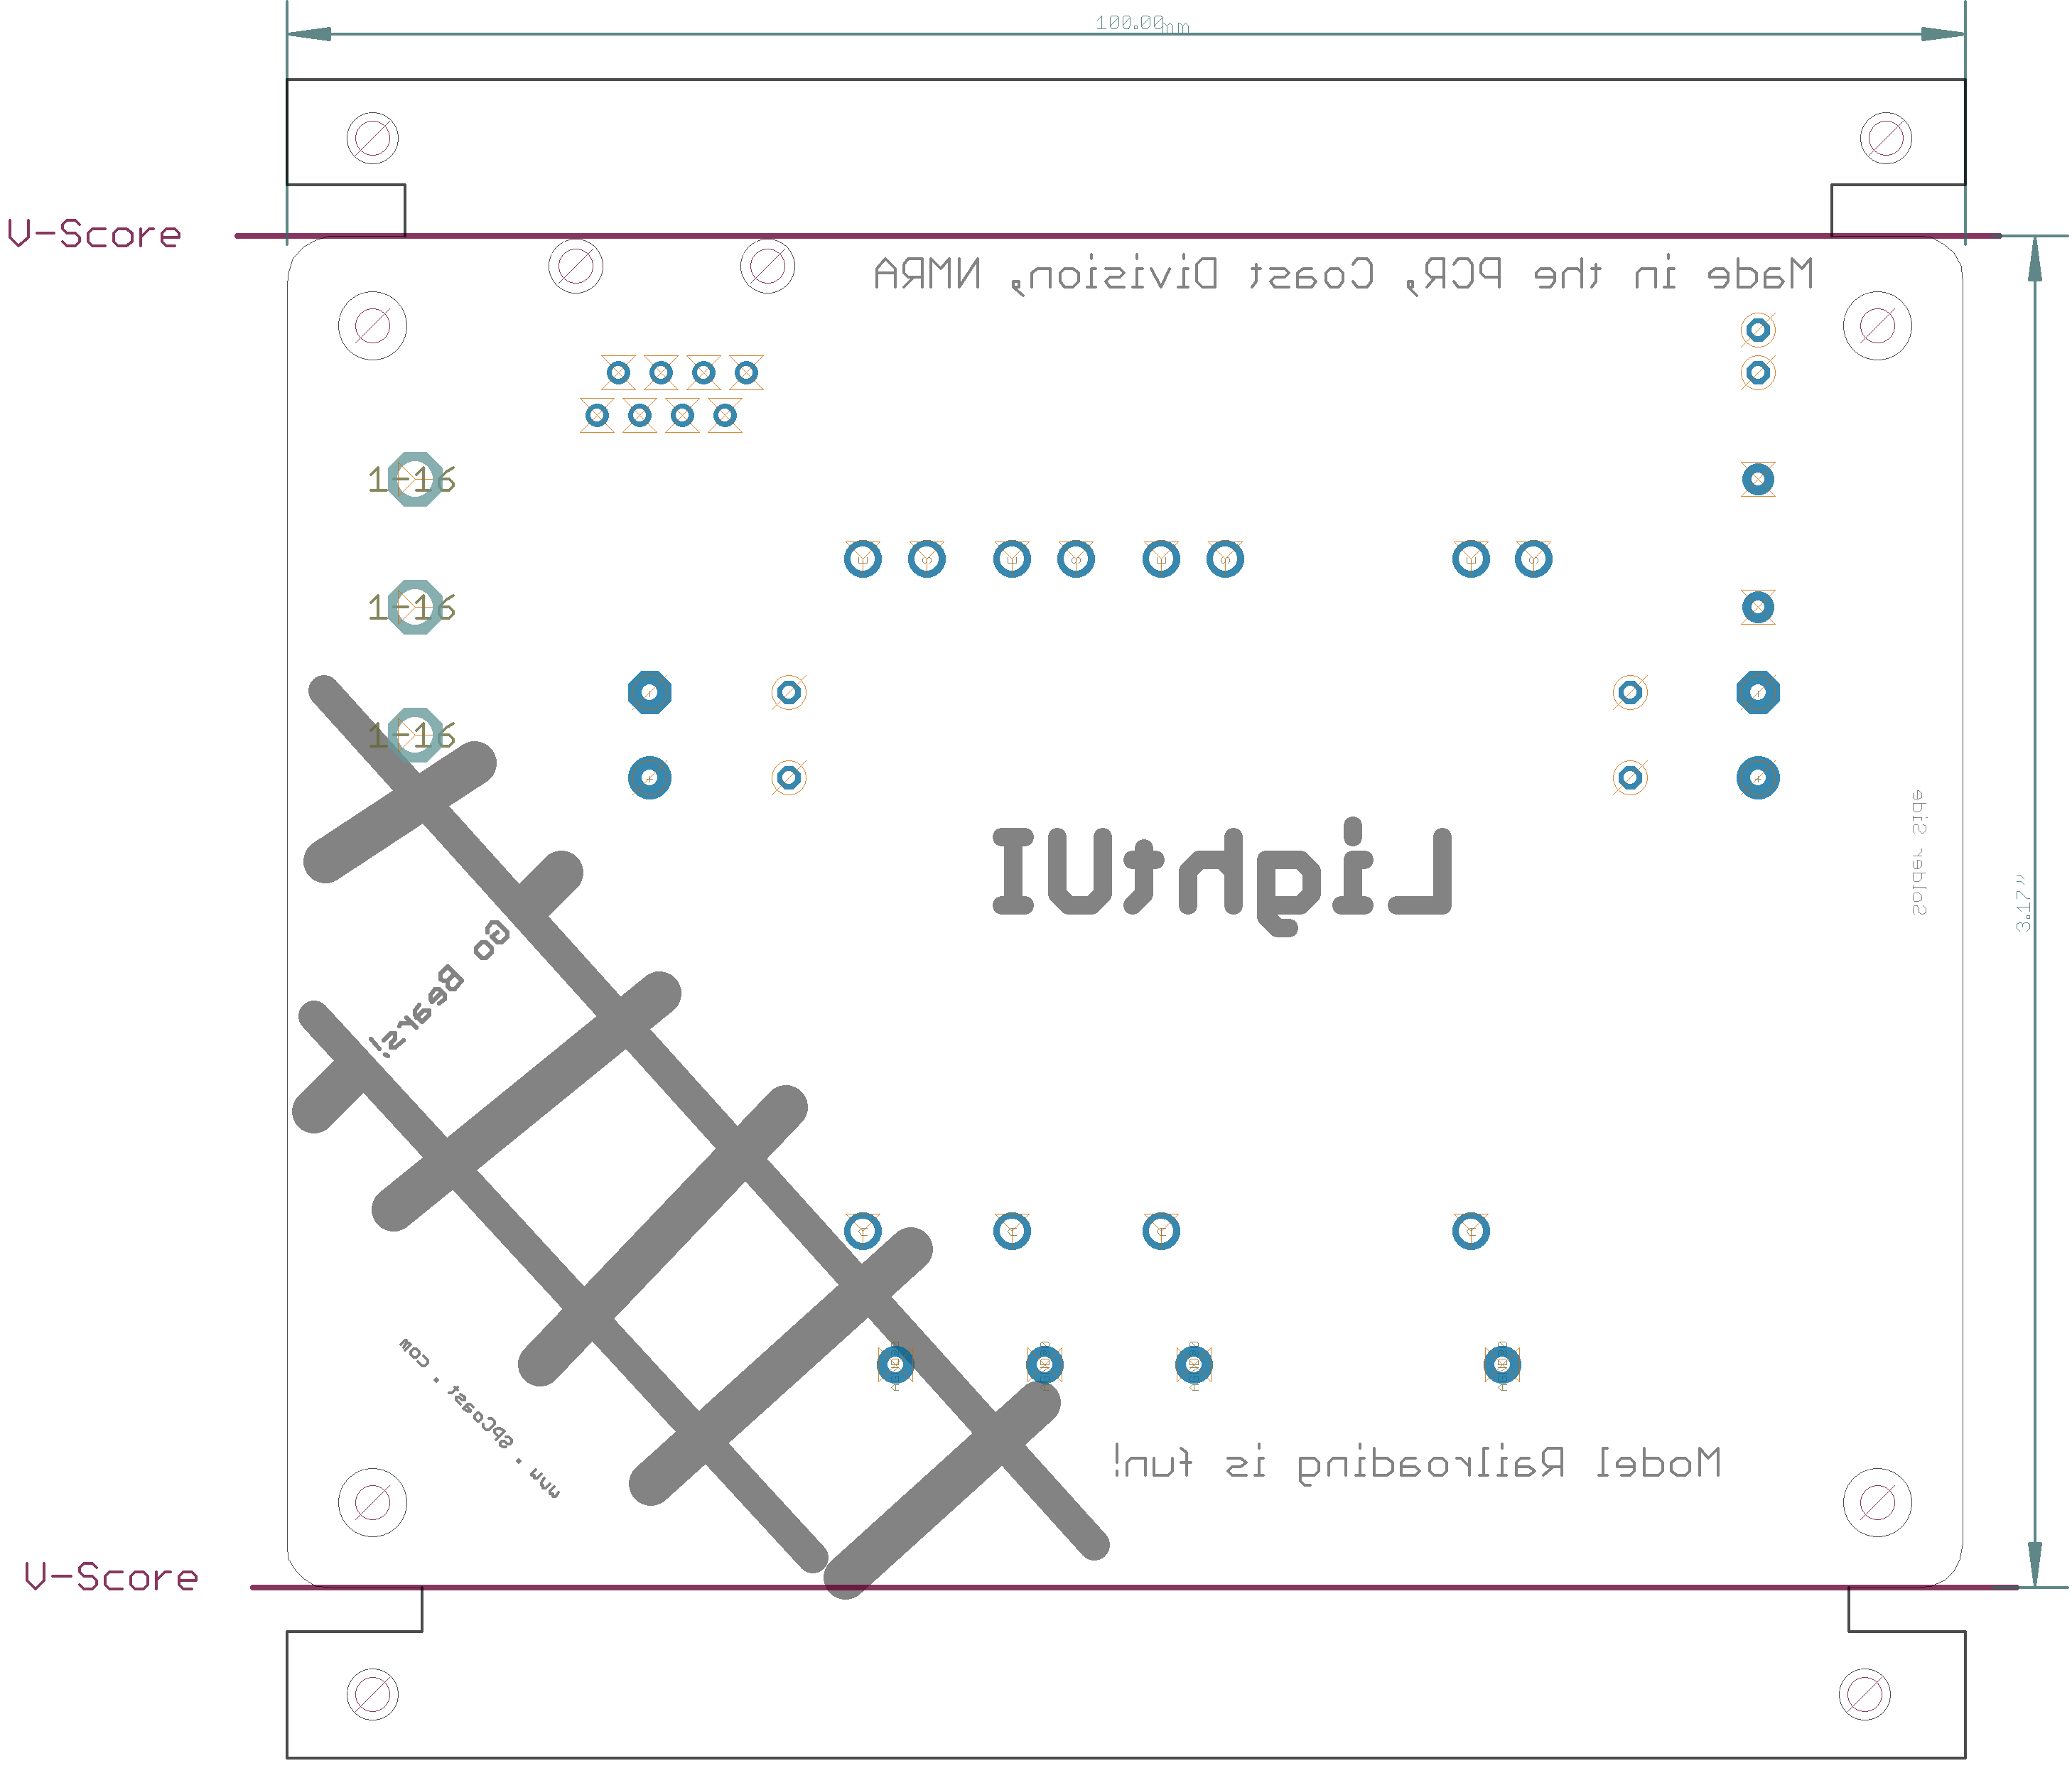 100.00mm
V-Score
Made in the PCR, Coast Division, NMRA
1-16
1-16
1-16
LightUI
Solder Side
3.17"
Go Bears!
www.spcoast.com
Model Railroading is fun!
V-Score